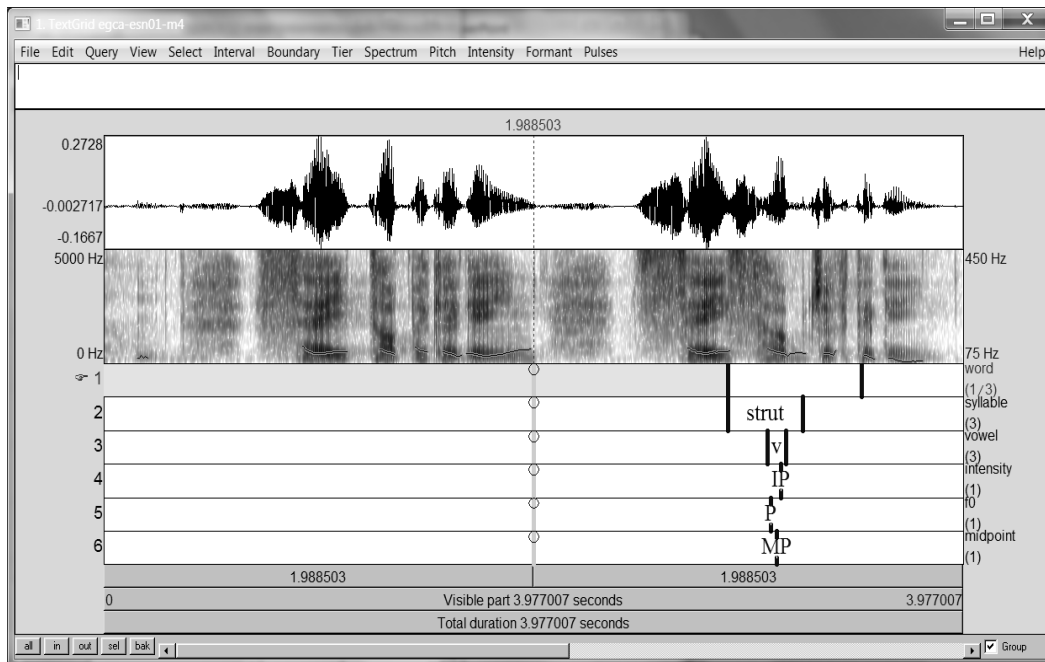 1. TextGrid egca-esn01-m4
File Edit Query View Select Interval Boundary Tier Spectrum Pitch Intensity Formant Pulses Help
1.988503
0.2728
-0.002717
-0.1667
5000 Hz 450 Hz
0 Hz 75 Hz
1 word
(1/3)
2 strut syllable
(3)
3 v vowel
(3)
4 IP intensity
(1)
5 P f0
(1)
6 MP midpoint
(1)
1.988503 1.988503
0 Visible part 3.977007 seconds 3.977007
Total duration 3.977007 seconds
all in out sel bak Group